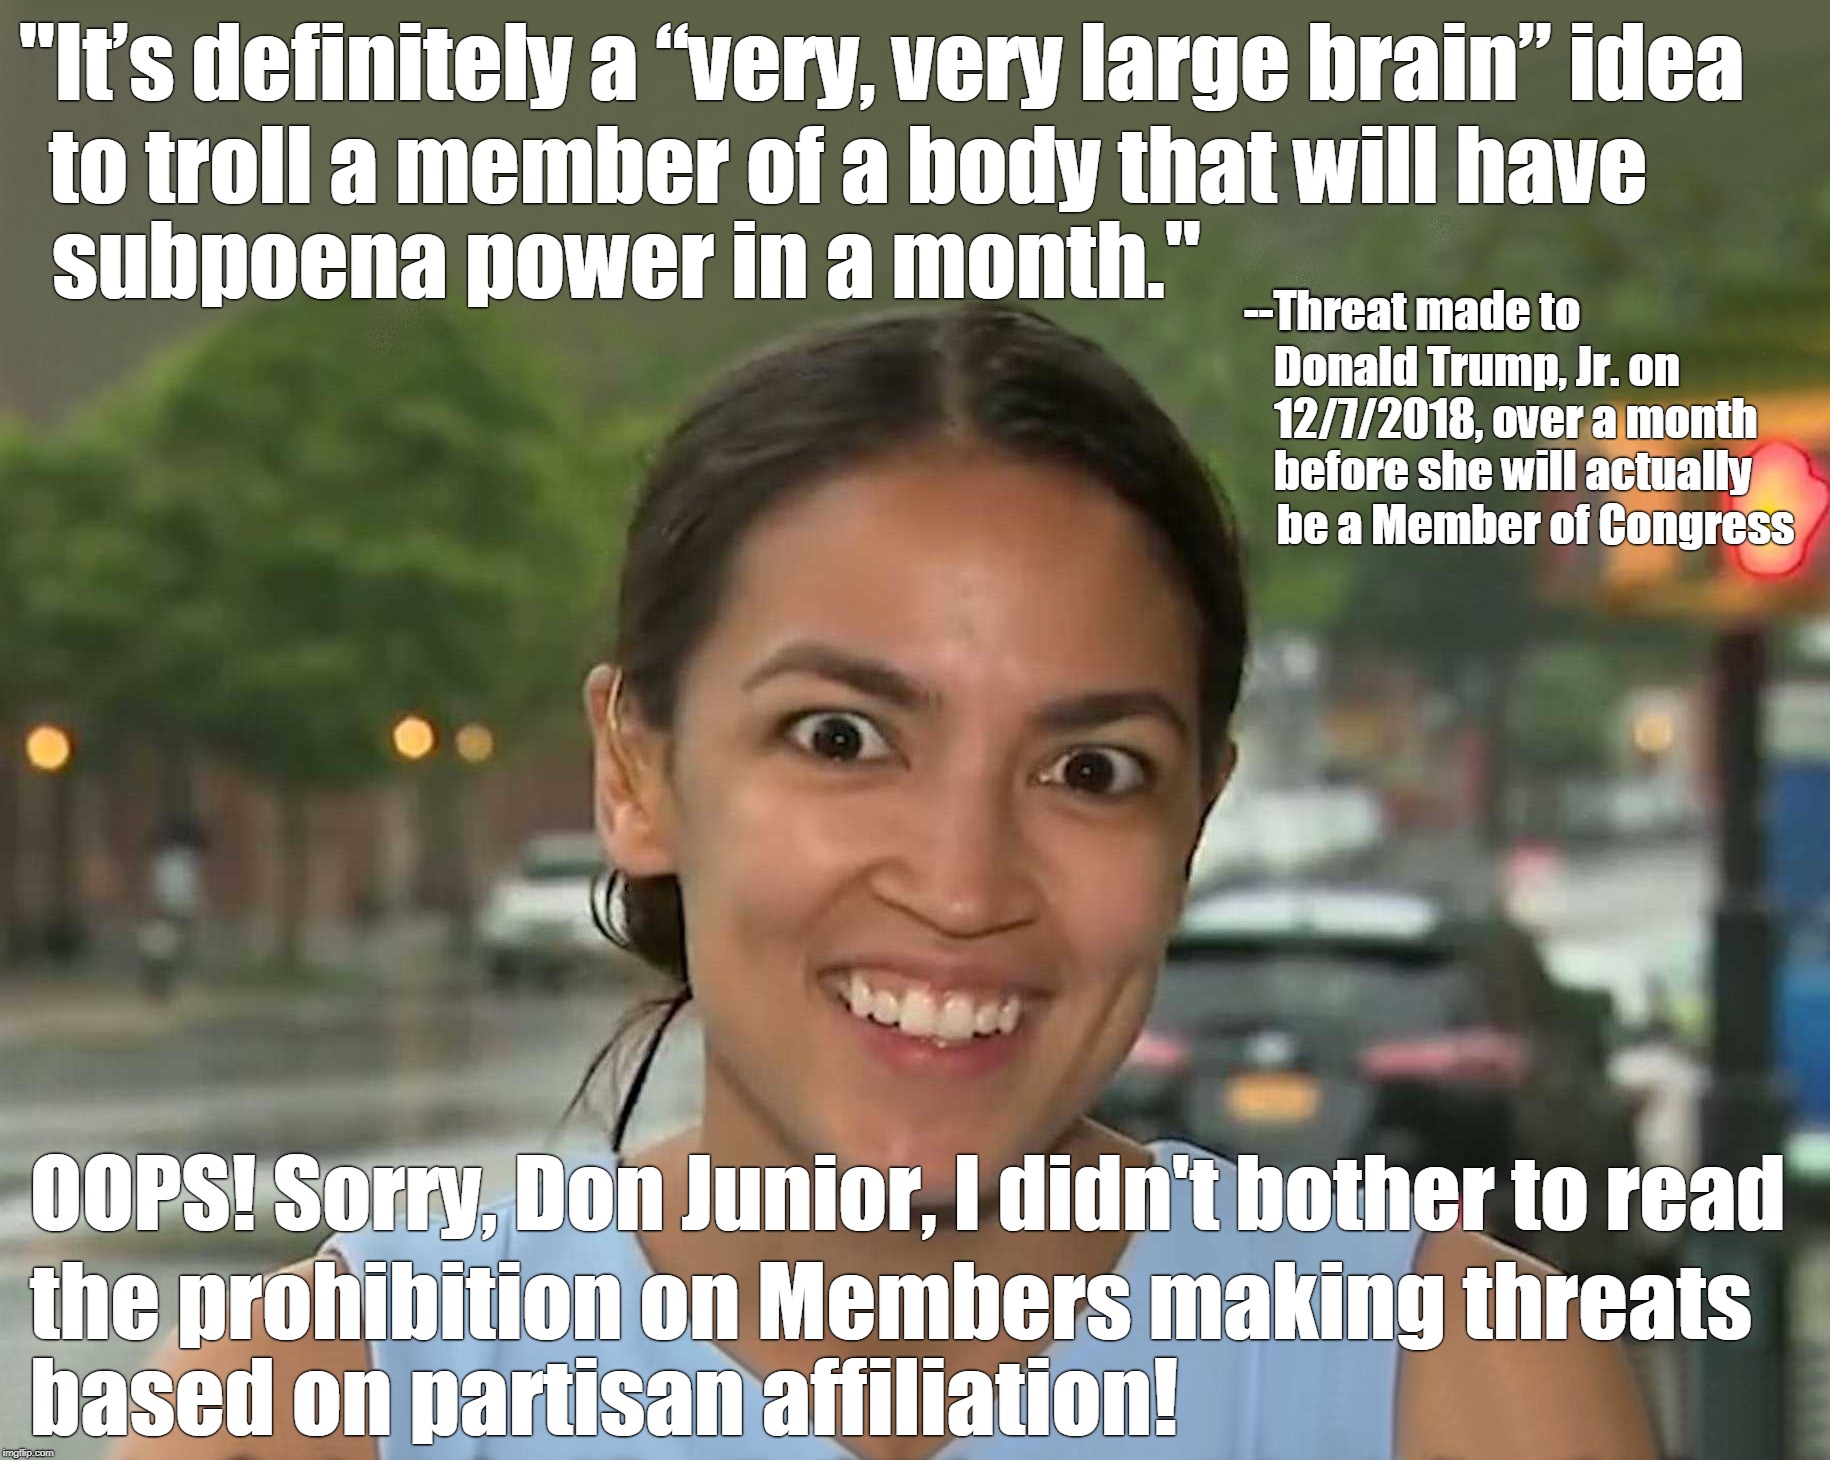 "It’s definitely a “very, very large brain” idea
to troll a member of a body that will have
subpoena power in a month."
--Threat made to
Donald Trump, Jr. on
12/7/2018, over a month
before she will actually
be a Member of Congress
OOPS! Sorry, Don Junior, I didn't bother to read
the prohibition on Members making threats
based on partisan affiliation!
imgflip.com